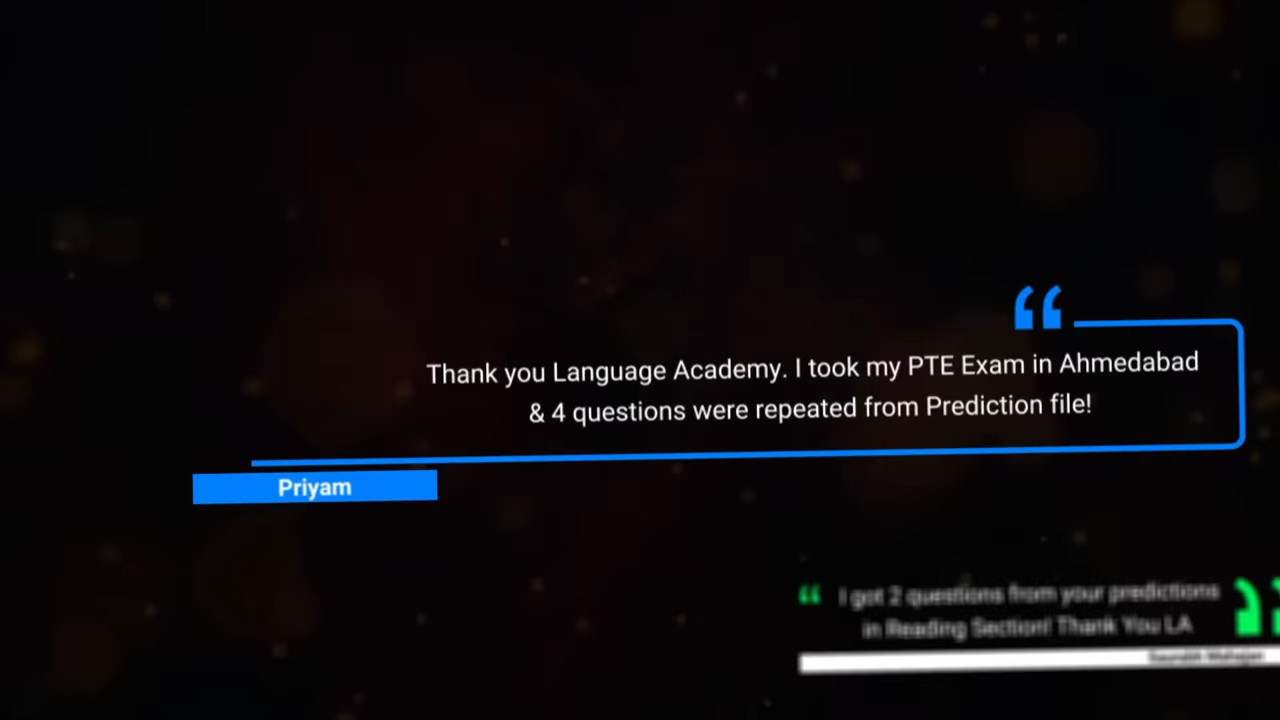 Thank you Language Academy. I took my PTE Exam in Ahmedabad
& 4 questions were repeated from Prediction file!
Priyam
I got 2 questions from your predictions
in Reading Section! Thank You LA